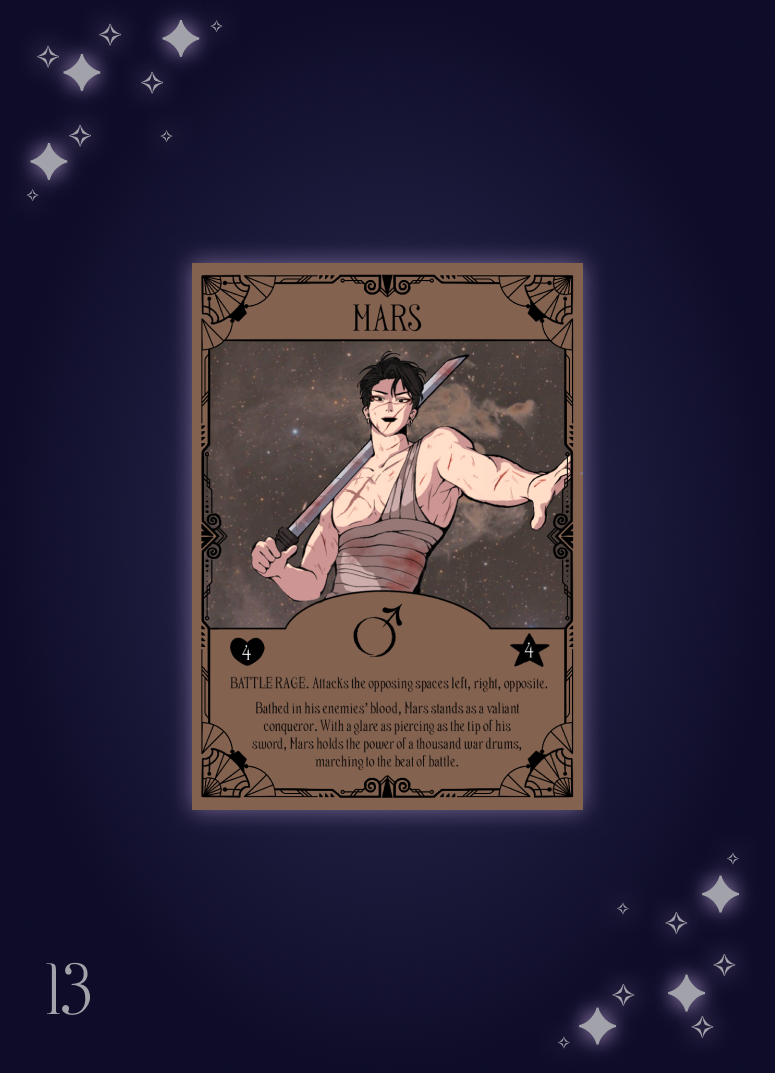 MARS
4
4
BATTLE RAGE. Attacks the opposing spaces left, right, opposite.
Bathed in his enemies' blood, Mars stands as a valiant
conqueror. With a glare as piercing as the tip of his
sword, Mars holds the power of a thousand war drums,
marching to the beat of battle.
13